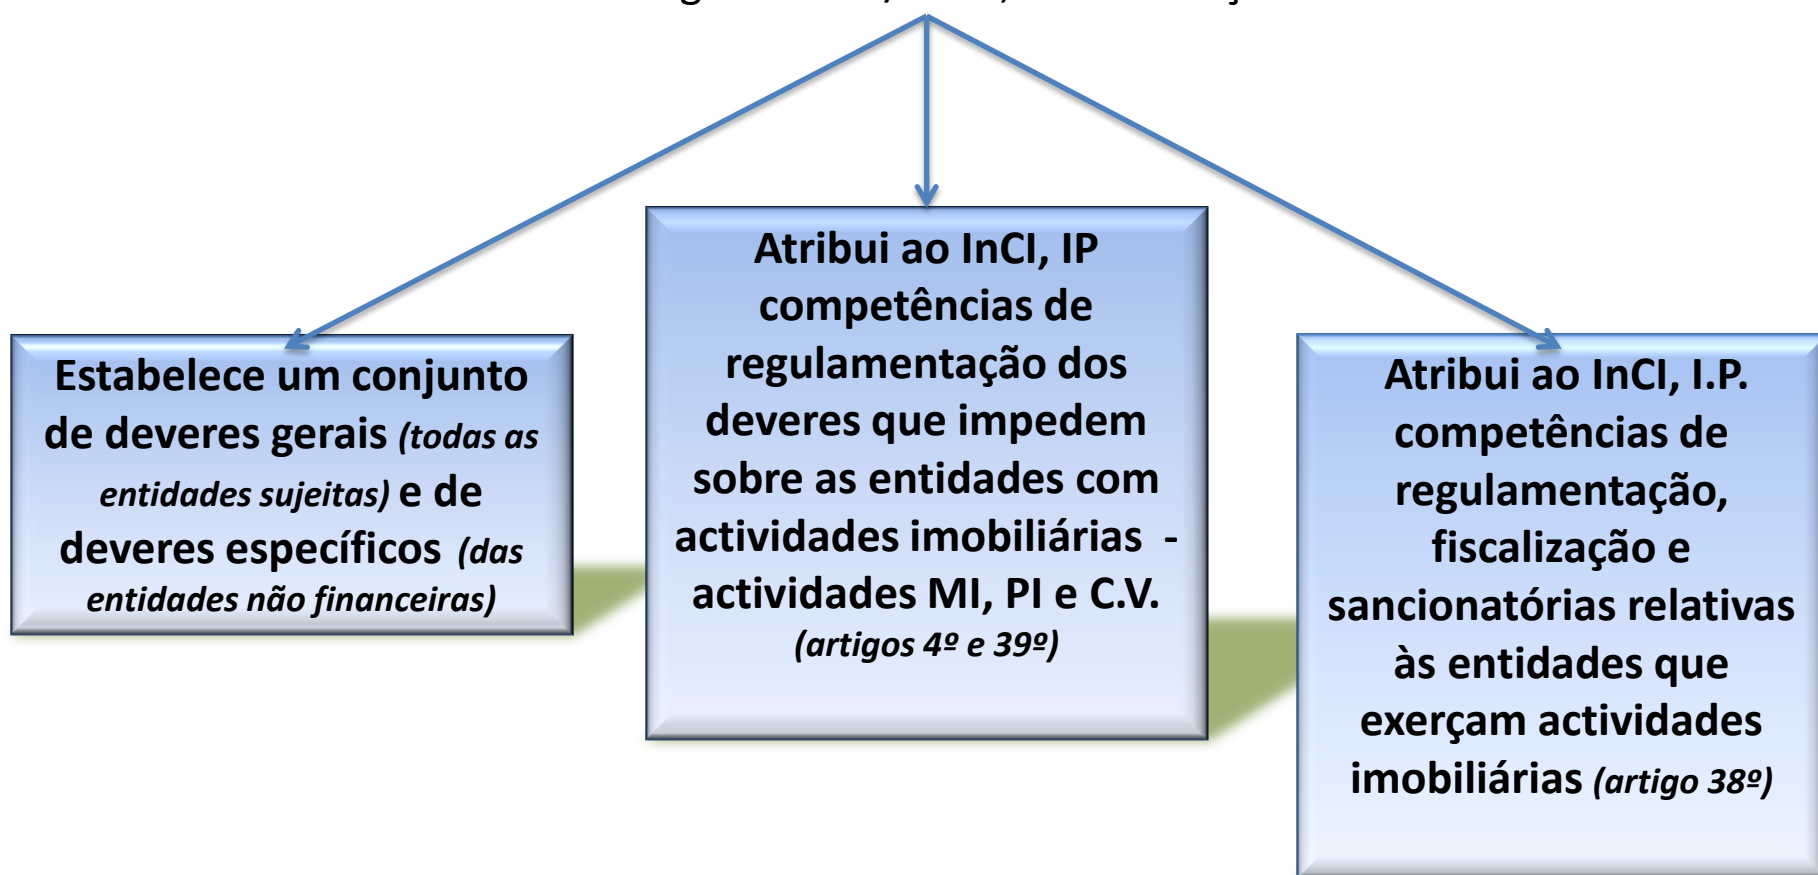 Estabelece um conjunto
de deveres gerais (todas as
entidades sujeitas) e de
deveres específicos (das
entidades não financeiras)
Atribui ao InCI, IP
competências de
regulamentação dos
deveres que impedem
sobre as entidades com
actividades imobiliárias -
actividades MI, PI e C.V.
(artigos 4º e 39º)
Atribui ao InCI, I.P.
competências de
regulamentação,
fiscalização e
sancionatórias relativas
às entidades que
exerçam actividades
imobiliárias (artigo 38º)